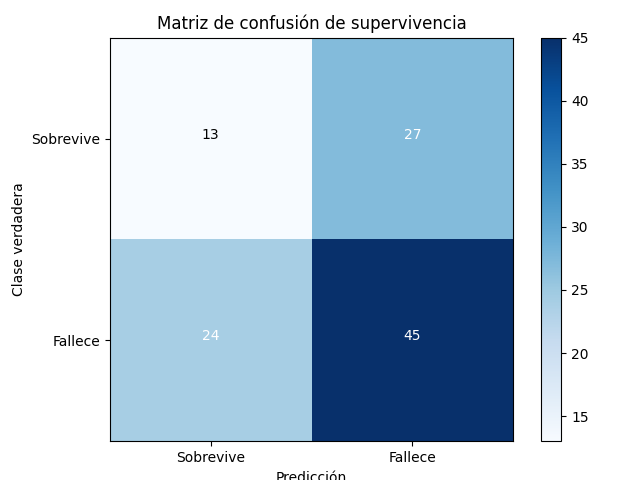 Matriz de confusión de supervivencia
45
40
35
30
25
20
15
Clase verdadera
Sobrevive
Fallece
13
27
24
45
Sobrevive
Fallece
Predicción